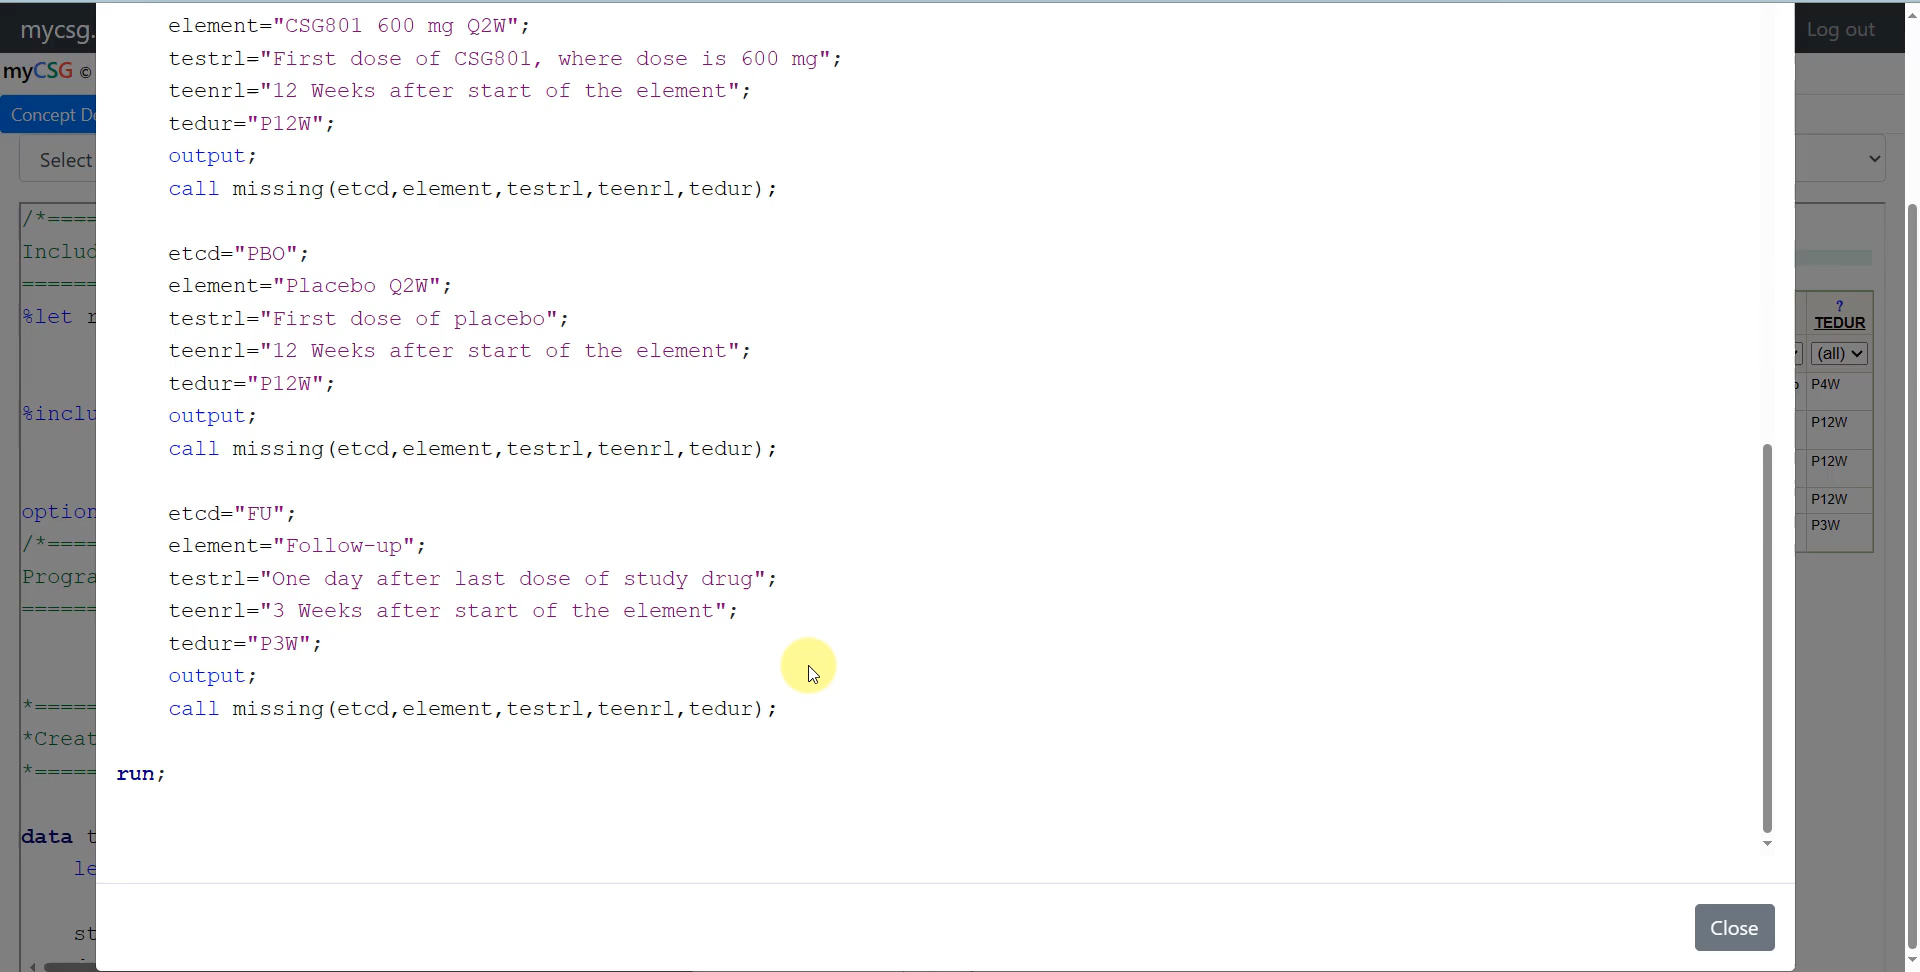 mycsg.
Log out
myCSG ©
Concept De
Select
/*=====
Includ
======
%let r
%inclu
option
/*====
Progra
======
*=====
*Creat
*=====
data t
le
st
element="CSG801 600 mg Q2W";
testrl="First dose of CSG801, where dose is 600 mg";
teenrl="12 Weeks after start of the element";
tedur="P12W";
output;
call missing(etcd,element,testrl,teenrl,tedur);
etcd="PBO";
element="Placebo Q2W";
testrl="First dose of placebo";
teenrl="12 Weeks after start of the element";
tedur="P12W";
output;
call missing(etcd,element,testrl,teenrl,tedur);
etcd="FU";
element="Follow-up";
testrl="One day after last dose of study drug";
teenrl="3 Weeks after start of the element";
tedur="P3W";
output;
call missing(etcd,element,testrl,teenrl,tedur);
run;
?
TEDUR
(all)
P4W
P12W
P12W
P12W
P3W
Close